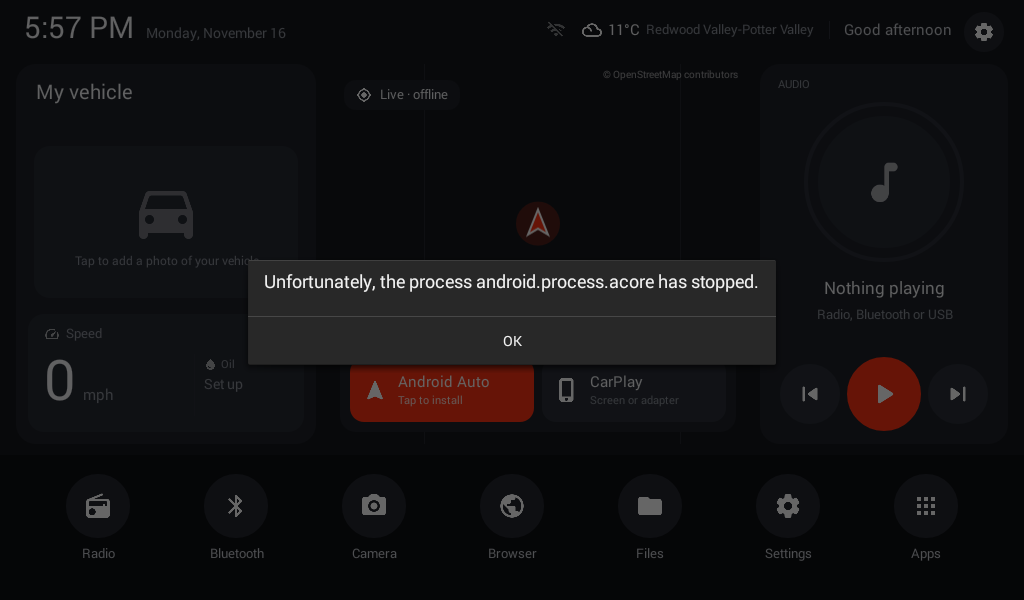 5:57 PM Monday, November 16
11°C Redwood Valley-Potter Valley
Good afternoon
My vehicle
Tap to add a photo of your vehicle
Speed
0 mph
Oil
Set up
© OpenStreetMap contributors
Live · offline
Unfortunately, the process android.process.acore has stopped.
OK
Android Auto
Tap to install
CarPlay
Screen or adapter
AUDIO
Nothing playing
Radio, Bluetooth or USB
Radio
Bluetooth
Camera
Browser
Files
Settings
Apps